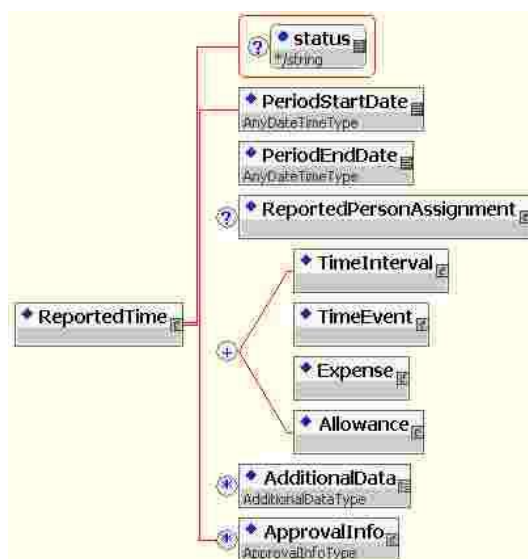 ?
status
*/string
PeriodStartDate
AnyDateTimeType
PeriodEndDate
AnyDateTimeType
?
ReportedPersonAssignment
TimeInterval
ReportedTime
TimeEvent
+
Expense
Allowance
*
AdditionalData
AdditionalDataType
*
ApprovalInfo
ApprovalInfoType